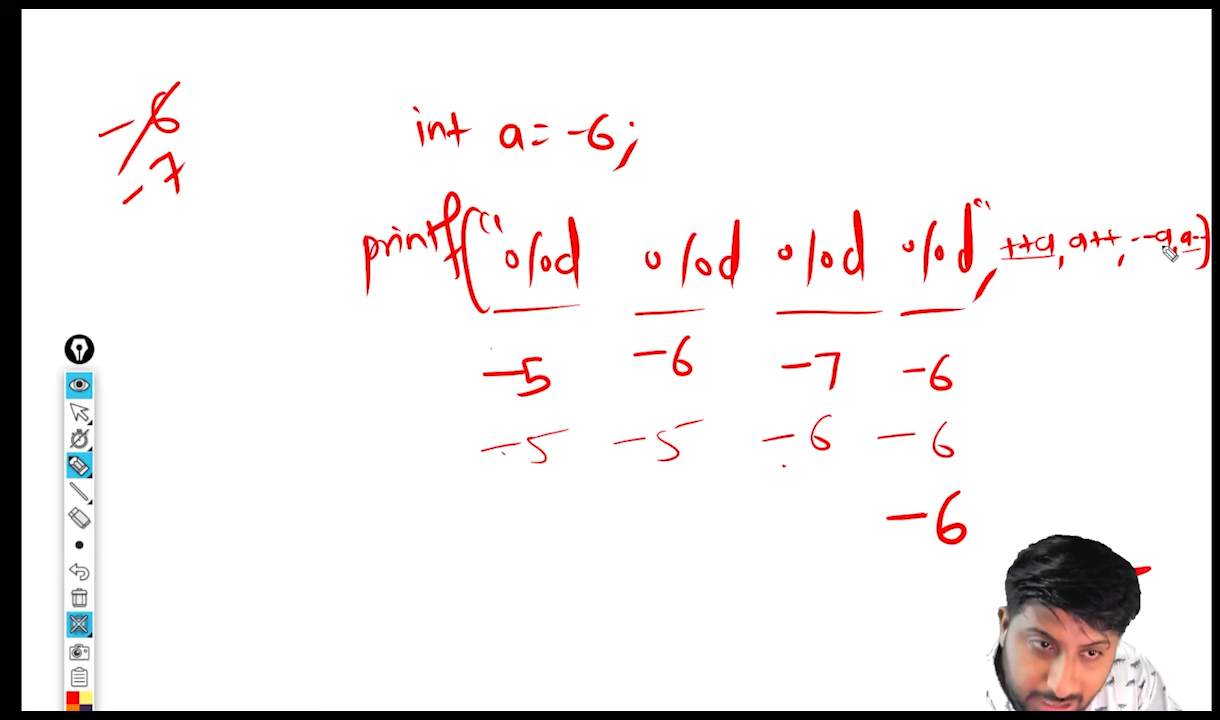 -6
-7
int a = -6;
printf("%d %d %d %d", ++a, a++, --a, a--)
-5 -6 -7 -6
-5 -5 -6 -6
-6